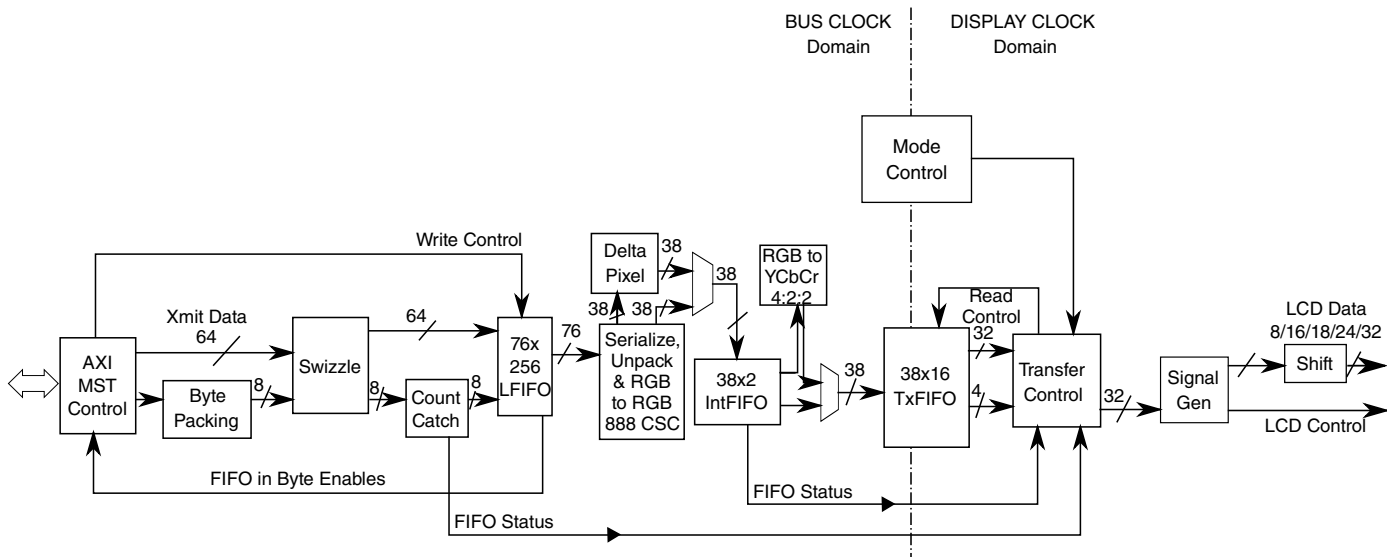 BUS CLOCK
Domain
DISPLAY CLOCK
Domain
Mode
Control
Write Control
Delta
Pixel
38
38
RGB to
YCbCr
4:2:2
Read
Control
Xmit Data
64
64
76
38
38
LCD Data
8/16/18/24/32
AXI
MST
Control
Swizzle
76x
256
LFIFO
Serialize,
Unpack
& RGB
to RGB
888 CSC
38x2
IntFIFO
38
38x16
TxFIFO
32
4
Transfer
Control
32
Signal
Gen
Shift
Byte
Packing
8
8
Count
Catch
8
LCD Control
FIFO in Byte Enables
FIFO Status
FIFO Status